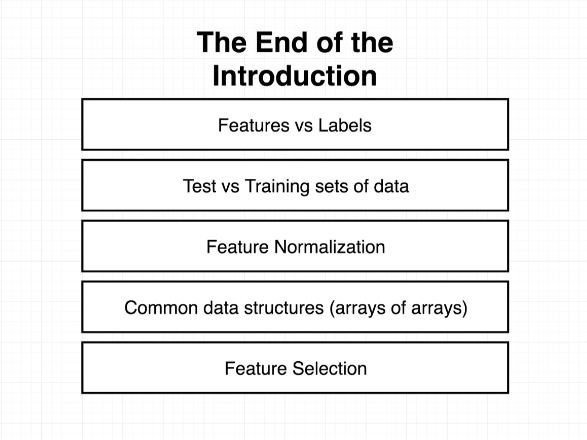 The End of the
Introduction
Features vs Labels
Test vs Training sets of data
Feature Normalization
Common data structures (arrays of arrays)
Feature Selection